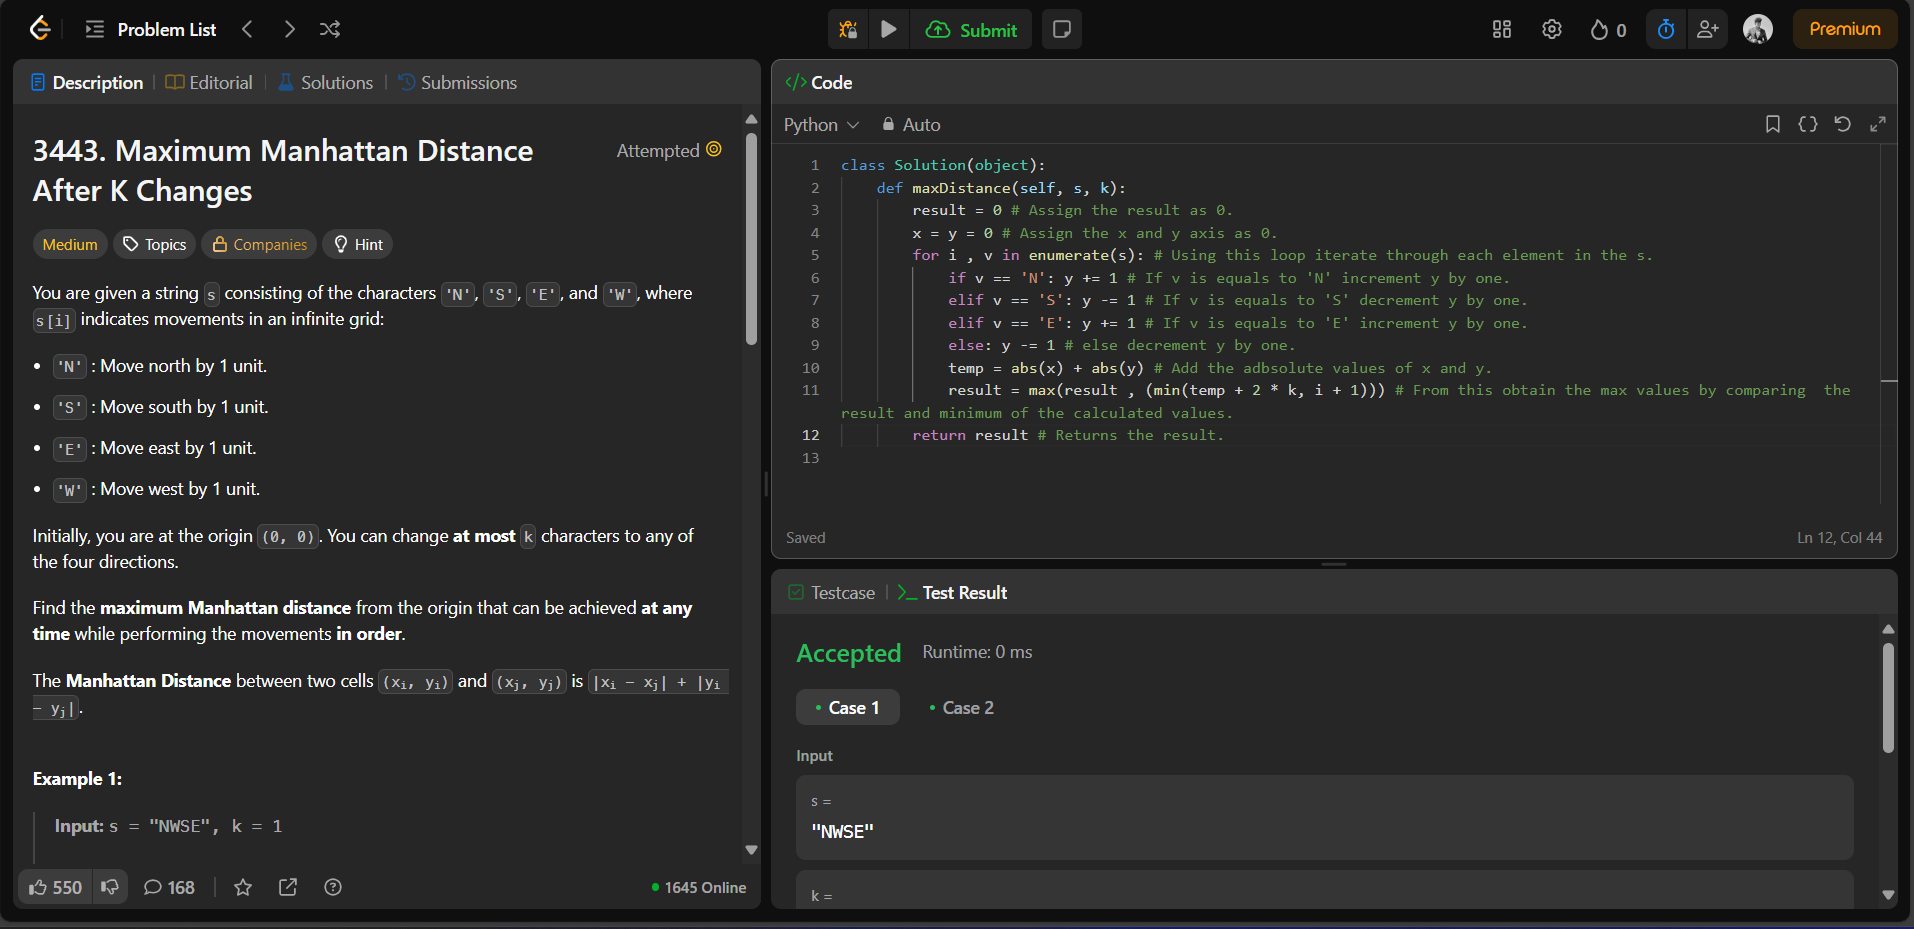 Problem List
Submit
0
Premium
Description
Editorial
Solutions
Submissions
3443. Maximum Manhattan Distance
After K Changes
Attempted
Medium
Topics
Companies
Hint
You are given a string s consisting of the characters 'N', 'S', 'E', and 'W', where
s[i] indicates movements in an infinite grid:
• 'N' : Move north by 1 unit.
• 'S' : Move south by 1 unit.
• 'E' : Move east by 1 unit.
• 'W' : Move west by 1 unit.
Initially, you are at the origin (0, 0). You can change at most k characters to any of
the four directions.
Find the maximum Manhattan distance from the origin that can be achieved at any
time while performing the movements in order.
The Manhattan Distance between two cells (xi, yi) and (xj, yj) is |xi - xj| + |yi
- yj|.
Example 1:
Input: s = "NWSE", k = 1
550
168
1645 Online
</> Code
Python
Auto
1 class Solution(object):
2 def maxDistance(self, s, k):
3 result = 0 # Assign the result as 0.
4 x = y = 0 # Assign the x and y axis as 0.
5 for i , v in enumerate(s): # Using this loop iterate through each element in the s.
6 if v == 'N': y += 1 # If v is equals to 'N' increment y by one.
7 elif v == 'S': y -= 1 # If v is equals to 'S' decrement y by one.
8 elif v == 'E': y += 1 # If v is equals to 'E' increment y by one.
9 else: y -= 1 # else decrement y by one.
10 temp = abs(x) + abs(y) # Add the adbsolute values of x and y.
11 result = max(result , (min(temp + 2 * k, i + 1))) # From this obtain the max values by comparing  the
result and minimum of the calculated values.
12 return result # Returns the result.
13
Saved
Ln 12, Col 44
Testcase
Test Result
Accepted
Runtime: 0 ms
• Case 1
• Case 2
Input
s =
"NWSE"
k =